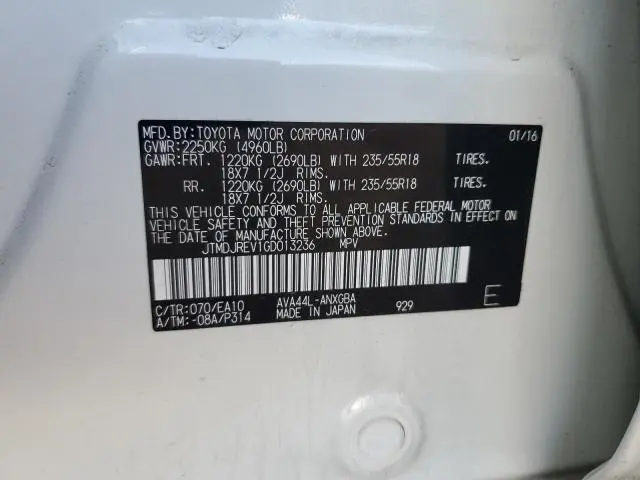 MFD.BY:TOYOTA MOTOR CORPORATION 01/16
GVWR:2250KG (4960LB)
GAWR:FRT. 1220KG (2690LB) WITH 235/55R18 TIRES.
18X7 1/2J RIMS.
RR. 1220KG (2690LB) WITH 235/55R18 TIRES.
18X7 1/2J RIMS.
THIS VEHICLE CONFORMS TO ALL APPLICABLE FEDERAL MOTOR
VEHICLE SAFETY AND THEFT PREVENTION STANDARDS IN EFFECT ON
THE DATE OF MANUFACTURE SHOWN ABOVE.
JTMDJREV1GD013236 MPV
C/TR:070/EA10 AVA44L-ANXGBA 929 E
A/TM:-08A/P314 MADE IN JAPAN